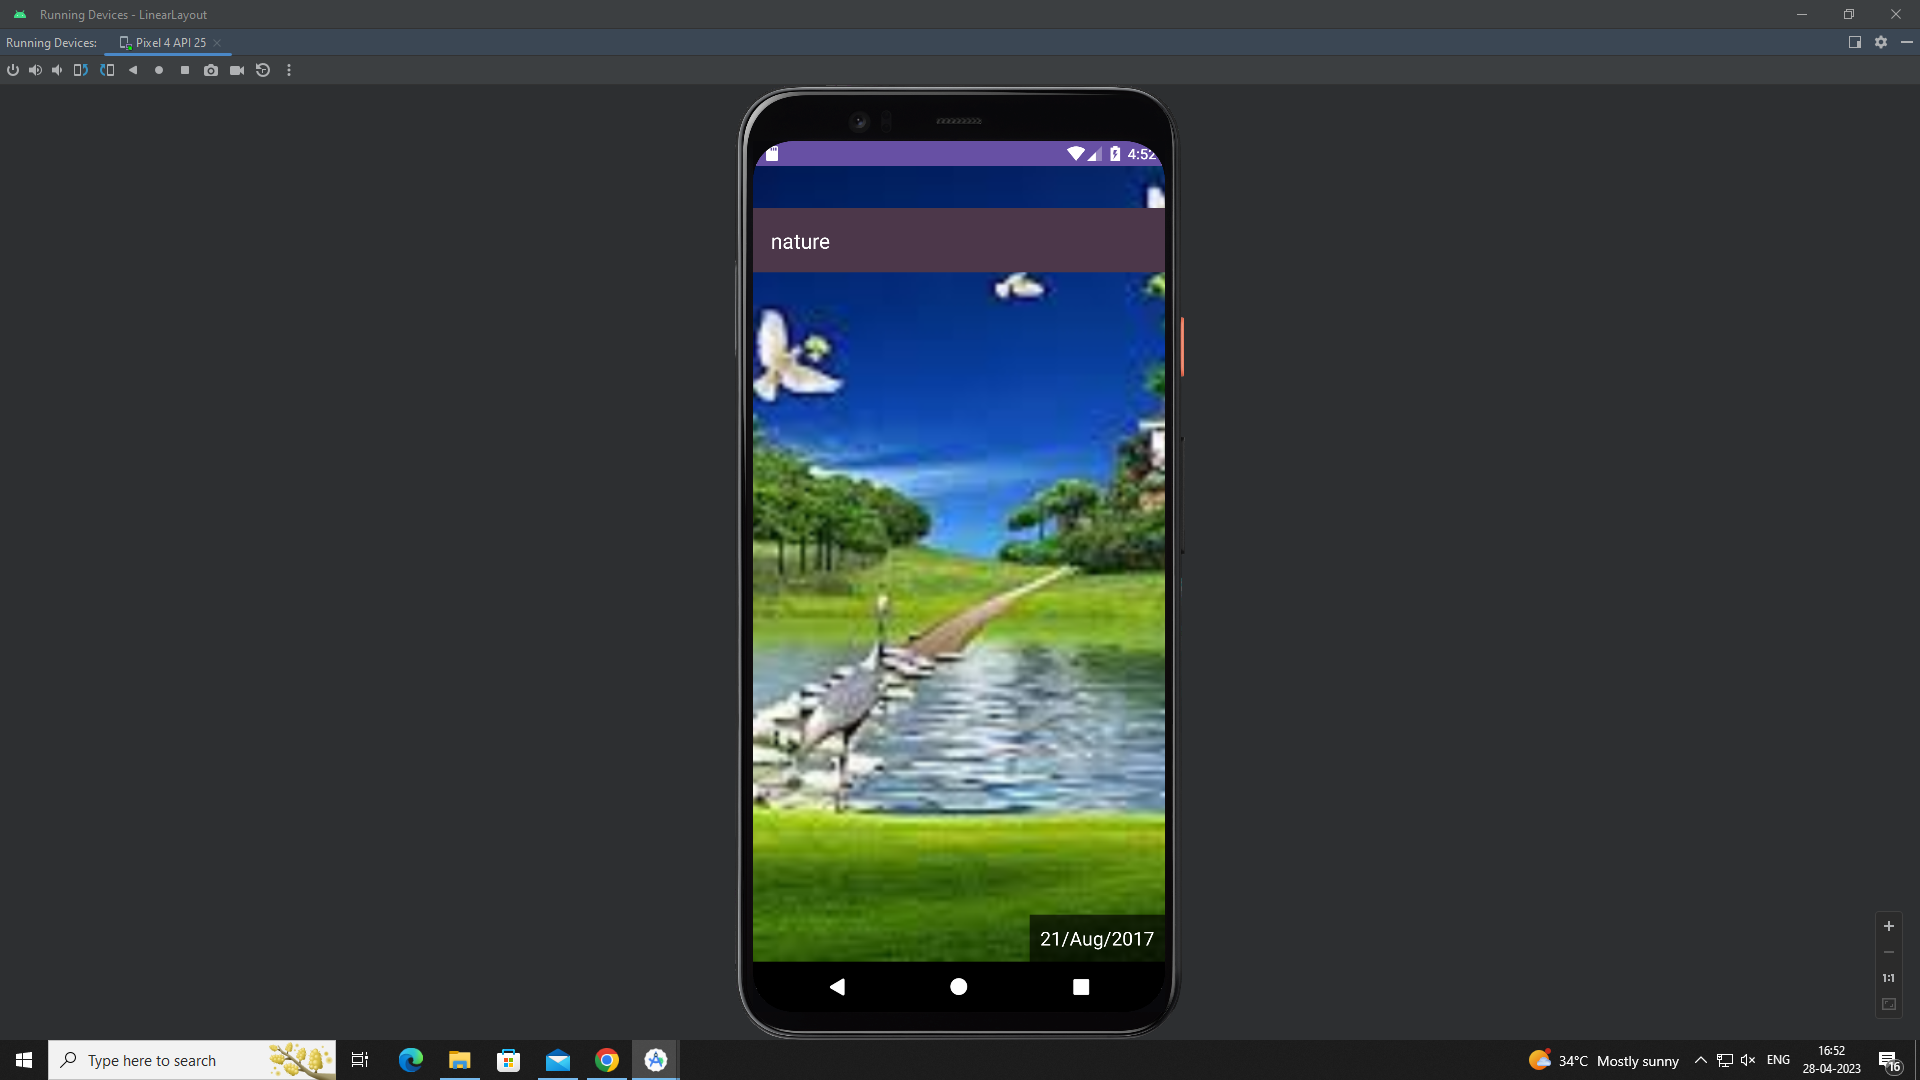 Running Devices - LinearLayout
Running Devices: Pixel 4 API 25
4:52
nature
21/Aug/2017
1:1
Type here to search
34°C Mostly sunny
ENG
16:52
28-04-2023
16